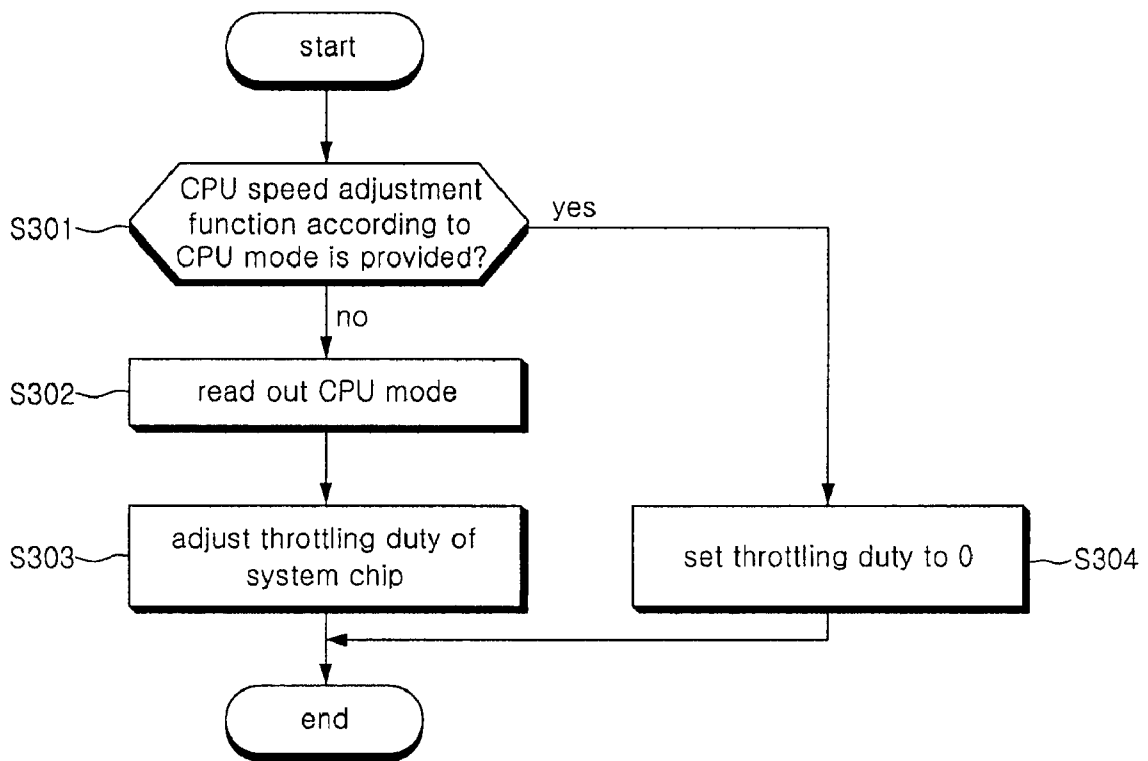 start
S301
CPU speed adjustment
function according to
CPU mode is provided?
yes
no
S302
read out CPU mode
S303
adjust throttling duty of
system chip
set throttling duty to 0
S304
end